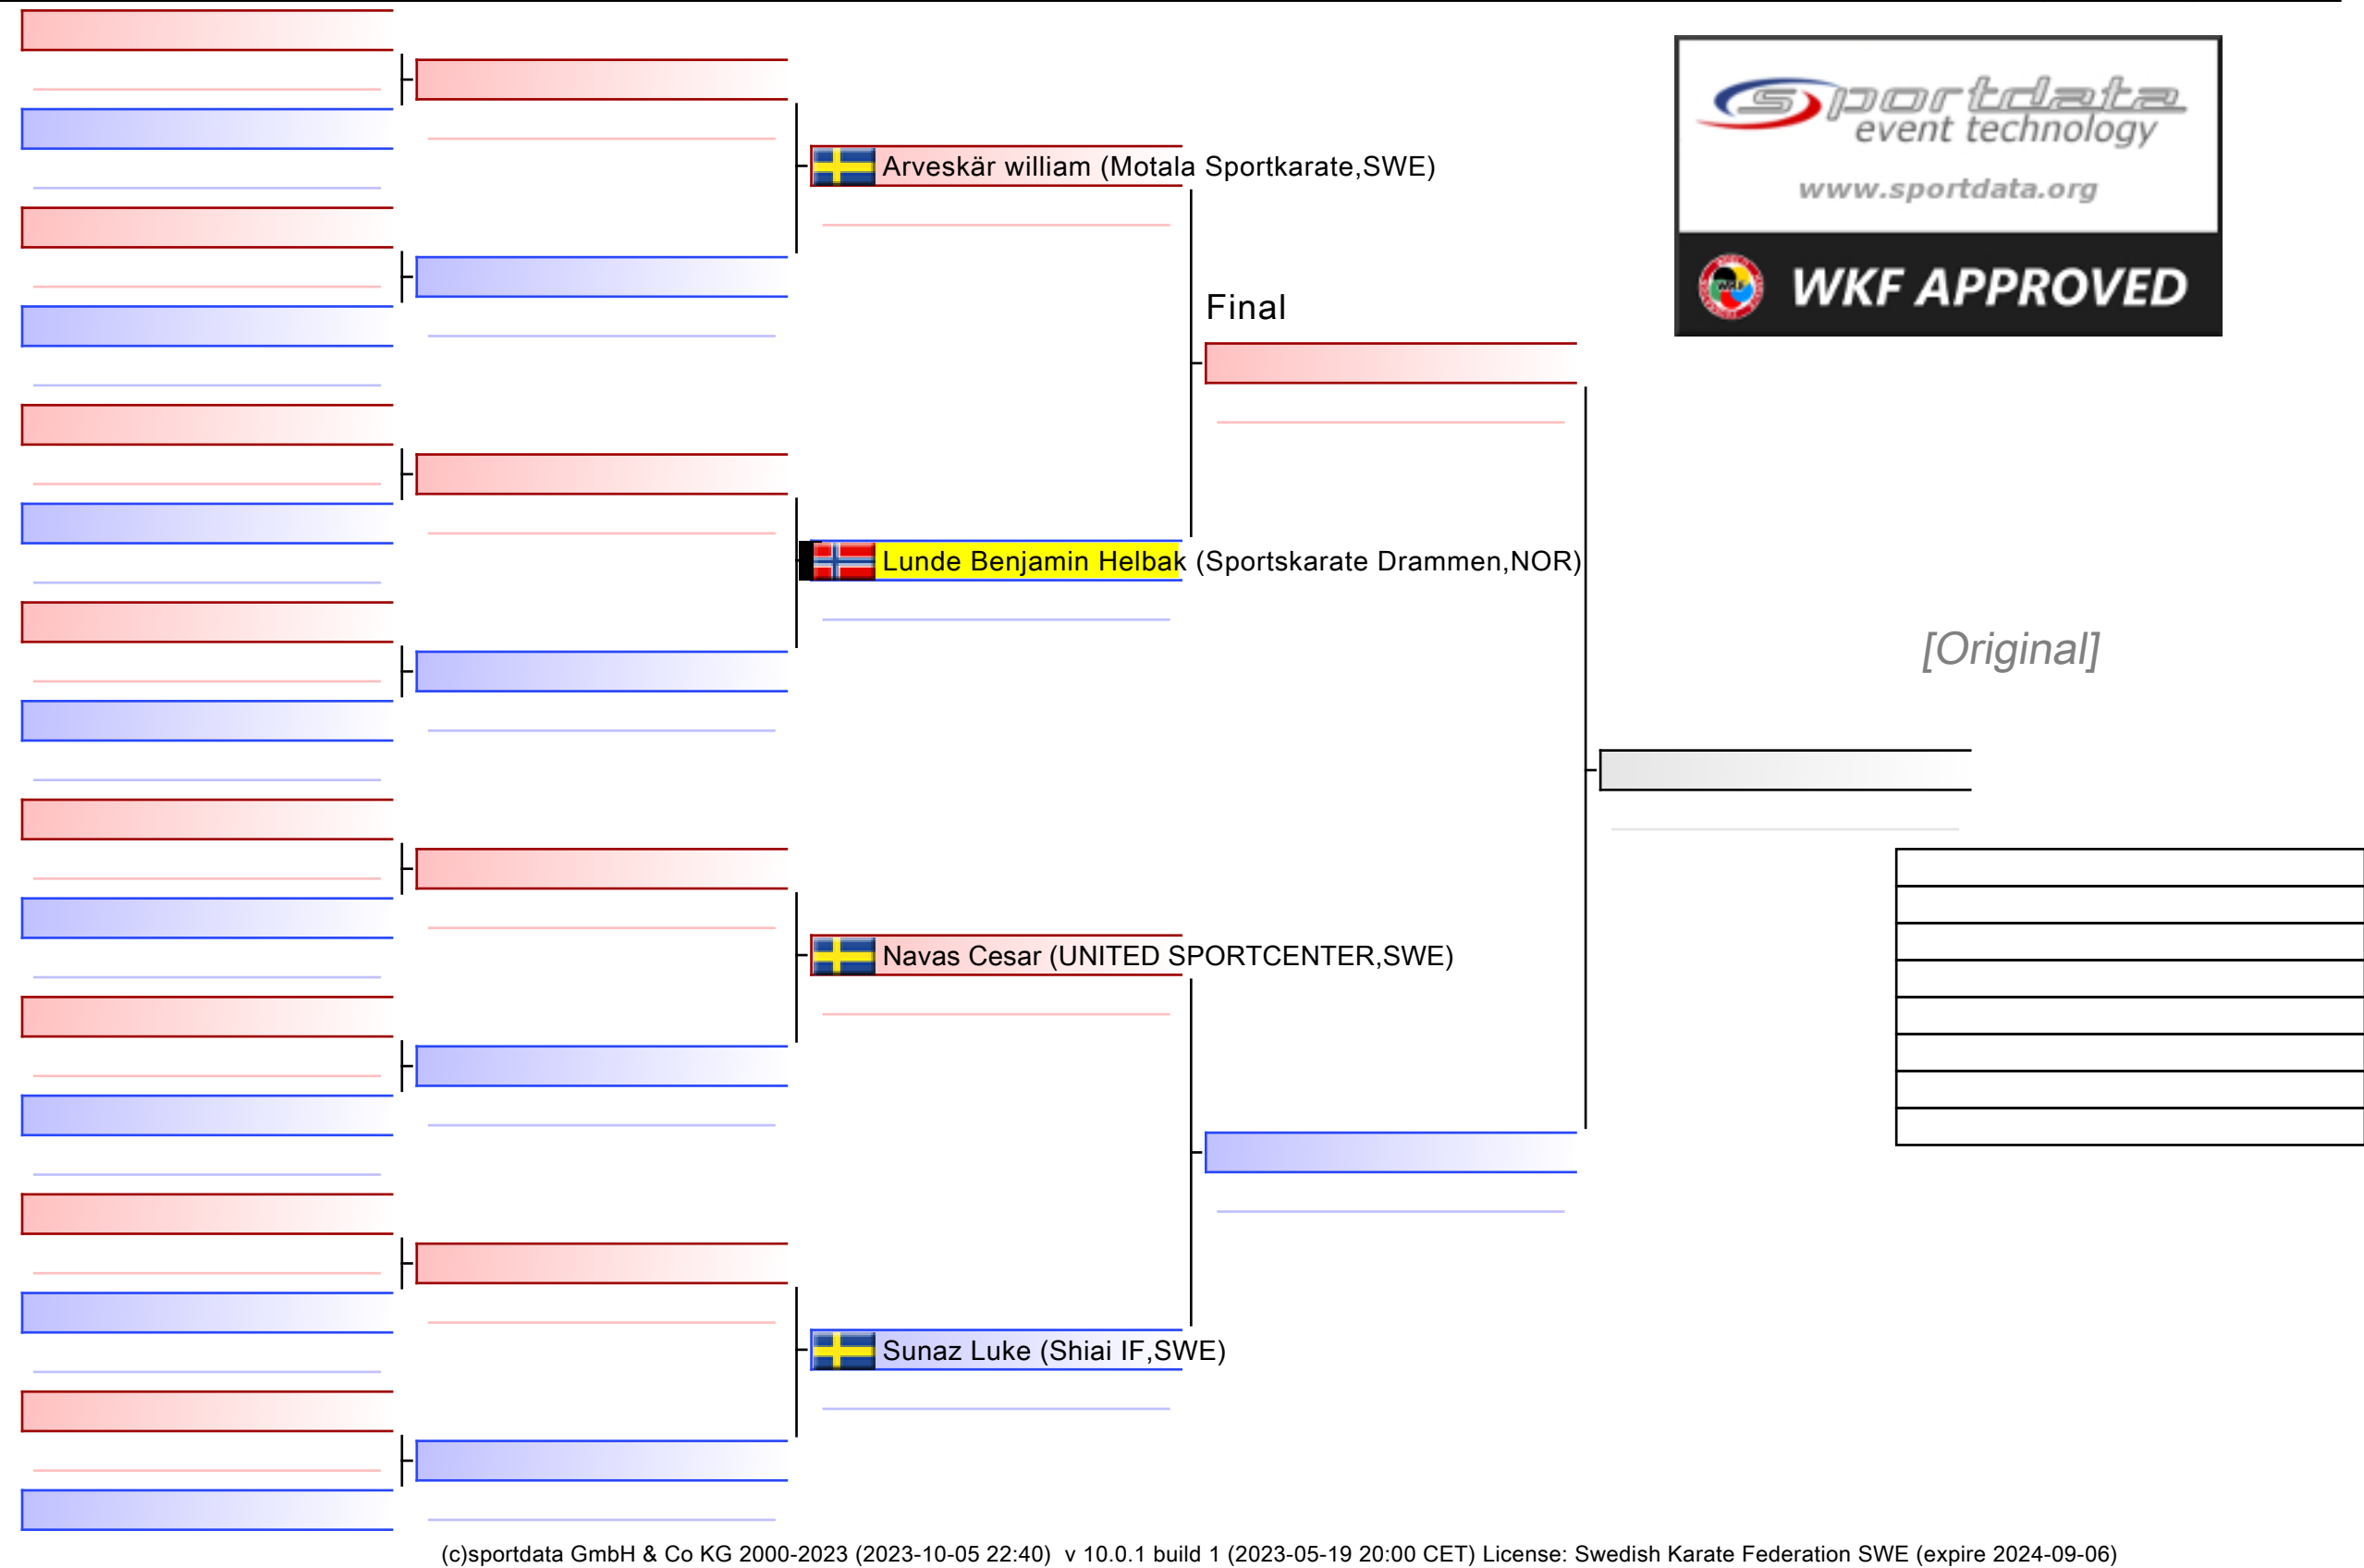 sportdata
event technology
www.sportdata.org
WKF APPROVED
Arveskär william (Motala Sportkarate,SWE)
Final
Lunde Benjamin Helbak (Sportskarate Drammen,NOR)
[Original]
Navas Cesar (UNITED SPORTCENTER,SWE)
Sunaz Luke (Shiai IF,SWE)
(c)sportdata GmbH & Co KG 2000-2023 (2023-10-05 22:40)  v 10.0.1 build 1 (2023-05-19 20:00 CET) License: Swedish Karate Federation SWE (expire 2024-09-06)